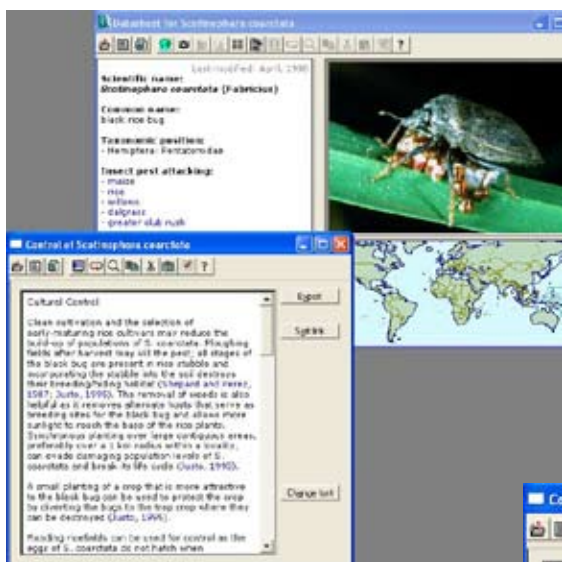 Datasheet for Scotinophara coarctata
Last modified: April, 1998
Scientific name:
Scotinophara coarctata (Fabricius)
Common name:
black rice bug
Taxonomic position:
- Hemiptera: Pentatomidae
Insect pest attacking:
- maize
- rice
- willows
- dalgrass
- greater club rush
Control of Scotinophara coarctata
Cultural Control
Export
Clean cultivation and the selection of
early-maturing rice cultivars may reduce the
build-up of populations of S. coarctata. Ploughing
fields after harvest may kill the pest; all stages of
the black bug are present in rice stubble and
incorporating the stubble into the soil destroys
their breeding/hiding habitat (Shepard and Perez,
1987; Justo, 1995). The removal of weeds is also
helpful as it removes alternate hosts that serve as
breeding sites for the black bug and allows more
sunlight to reach the base of the rice plants.
Synchronous planting over large contiguous areas,
preferably over a 1 km radius within a locality,
can evade damaging population levels of S.
coarctata and break its life cycle (Justo, 1995).
A small planting of a crop that is more attractive
to the black bug can be used to protect the crop
by diverting the bugs to the trap crop where they
can be destroyed (Justo, 1995).
Change font
Flooding ricefields can be used for control as the
eggs of S. coarctata do not hatch when
Co